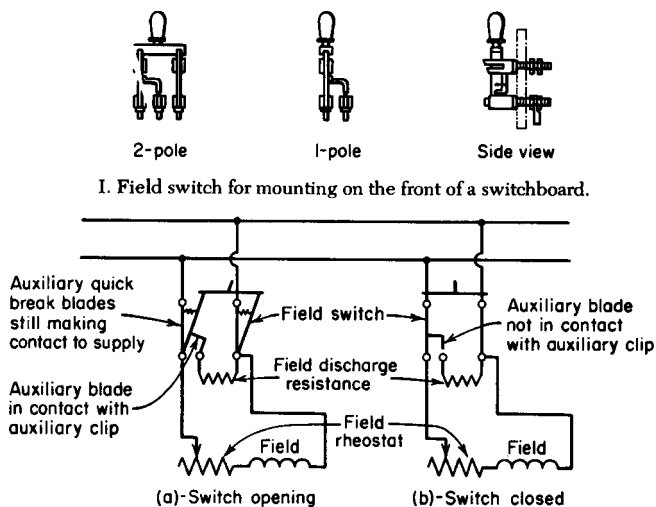 2-pole
1-pole
Side view
I. Field switch for mounting on the front of a switchboard.
Auxiliary quick
break blades
still making
contact to supply
Field switch
Auxiliary blade
not in contact
with auxiliary clip
Auxiliary blade
in contact with
auxiliary clip
Field discharge
resistance
Field
rheostat
Field
Field
(a)-Switch opening
(b)-Switch closed